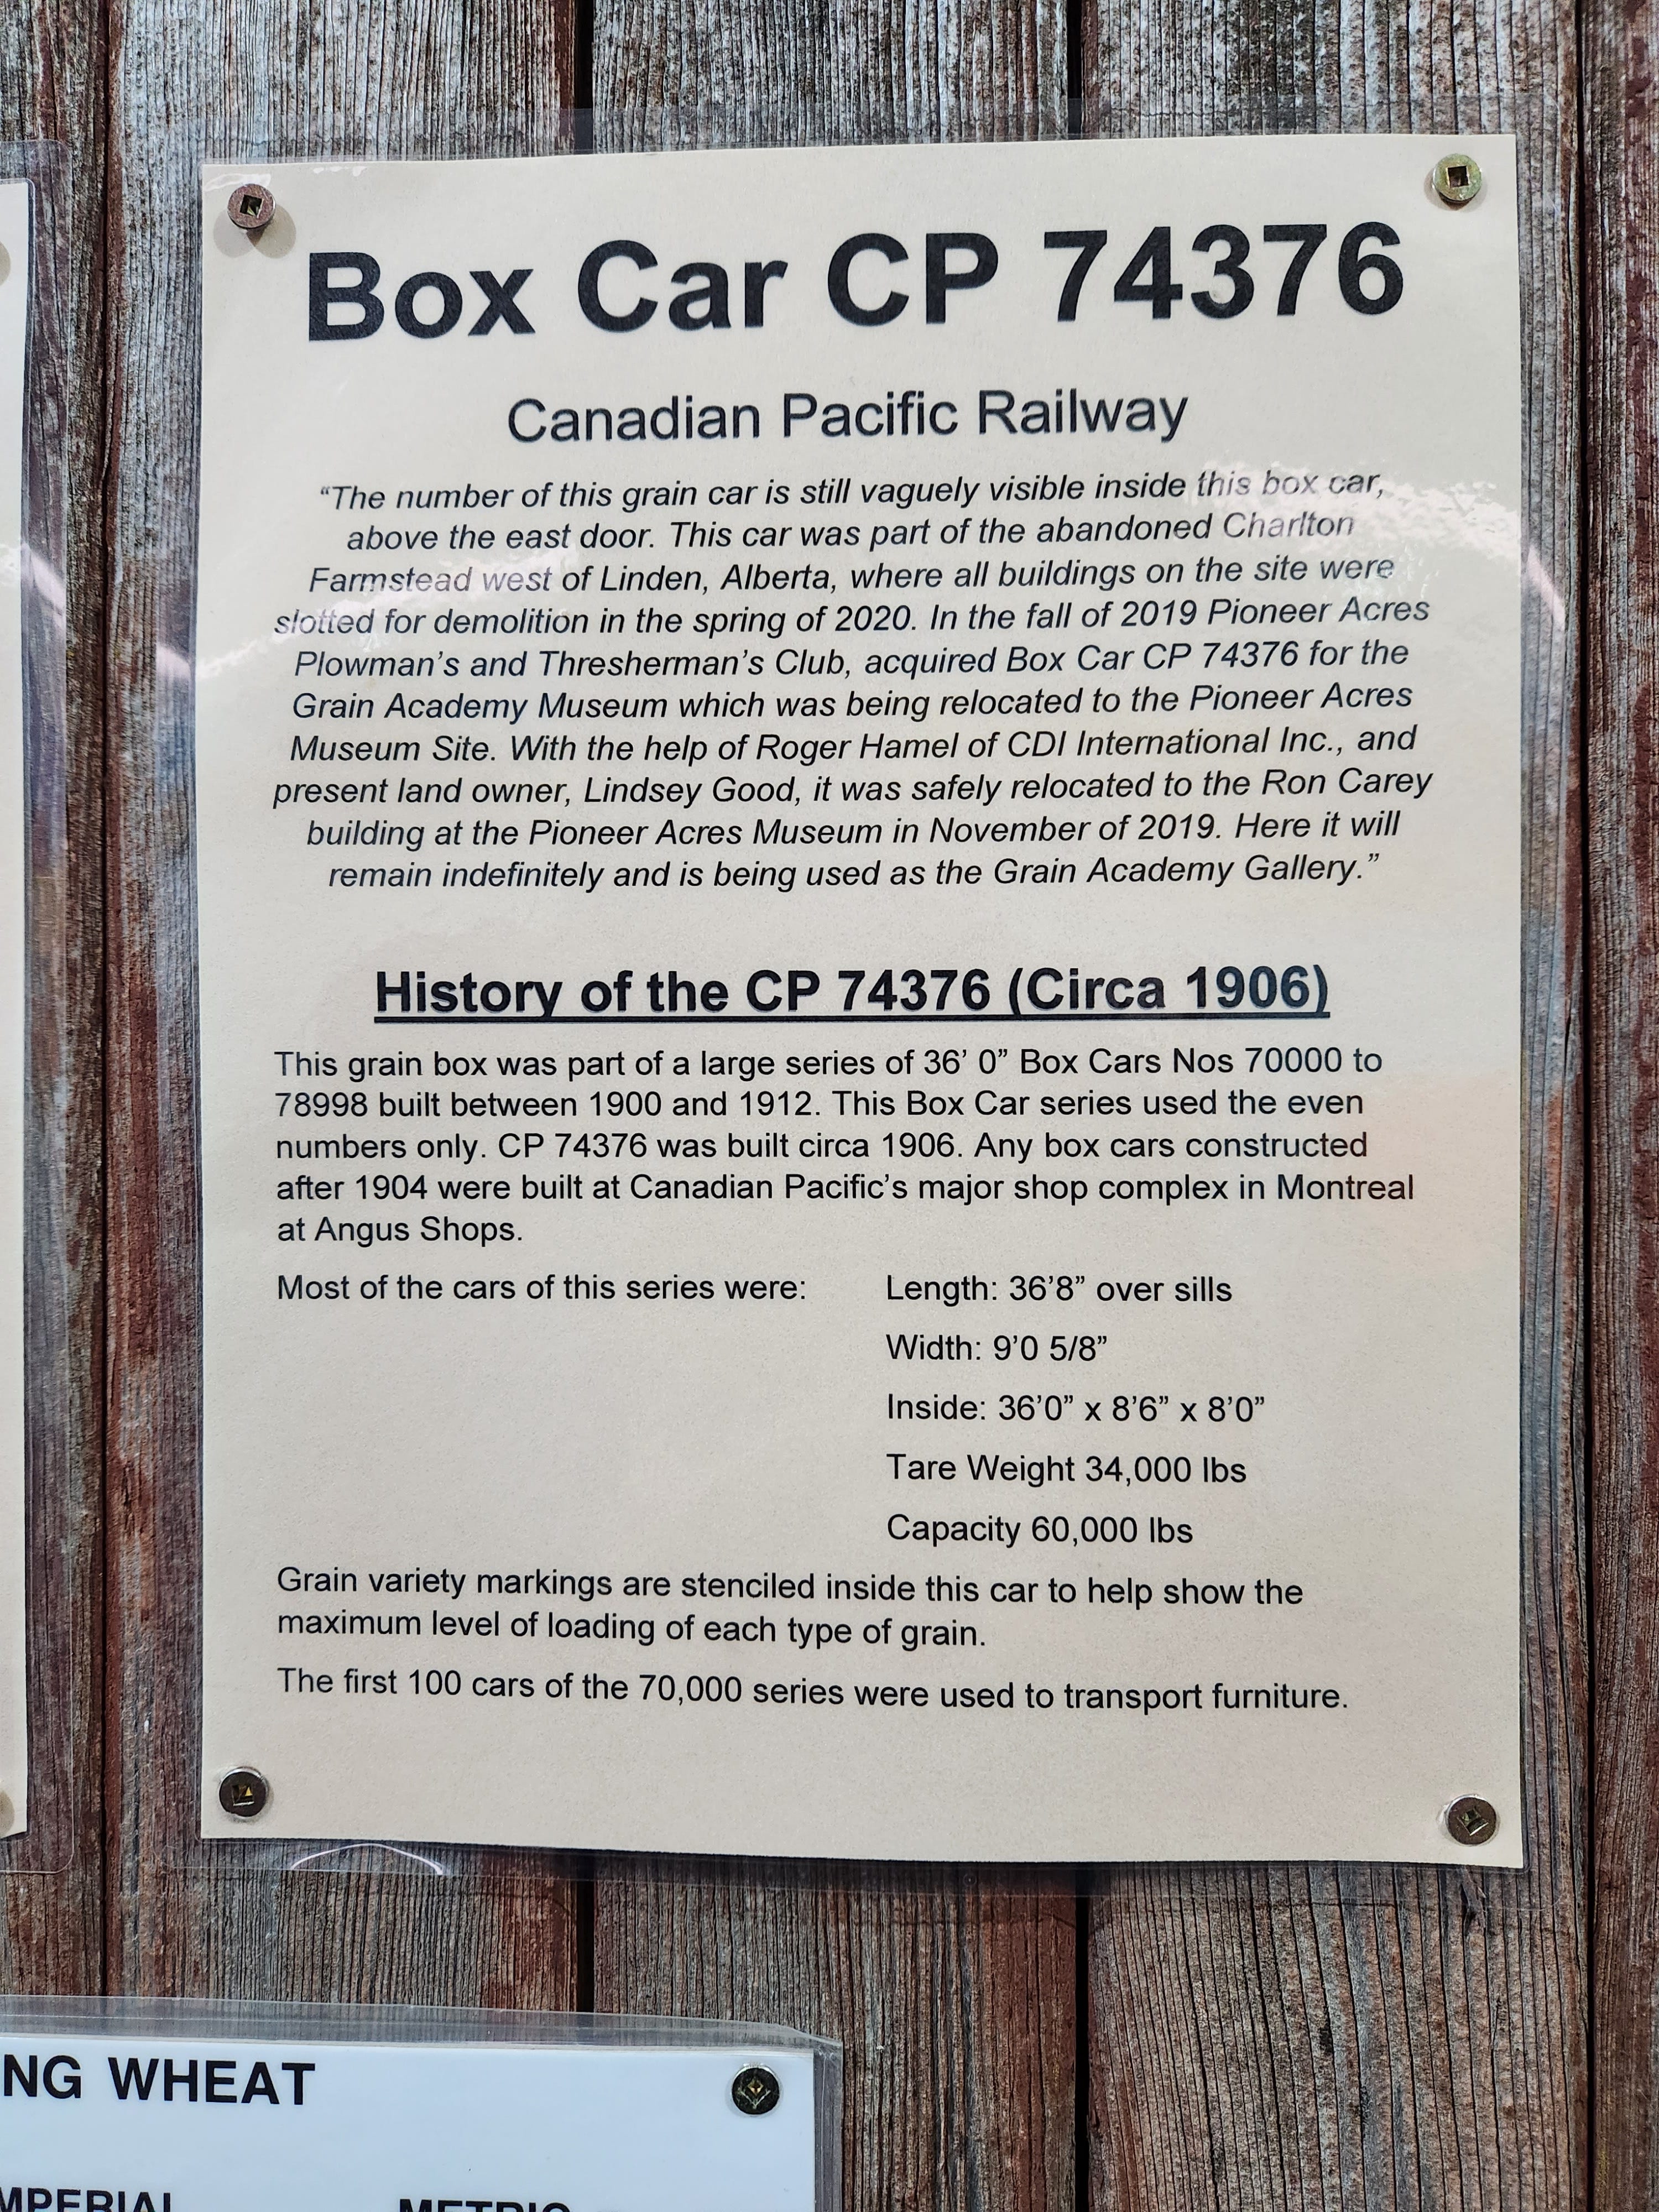 Box Car CP 74376
Canadian Pacific Railway
“The number of this grain car is still vaguely visible inside this box car,
above the east door. This car was part of the abandoned Charlton
Farmstead west of Linden, Alberta, where all buildings on the site were
slotted for demolition in the spring of 2020. In the fall of 2019 Pioneer Acres
Plowman’s and Thresherman’s Club, acquired Box Car CP 74376 for the
Grain Academy Museum which was being relocated to the Pioneer Acres
Museum Site. With the help of Roger Hamel of CDI International Inc., and
present land owner, Lindsey Good, it was safely relocated to the Ron Carey
building at the Pioneer Acres Museum in November of 2019. Here it will
remain indefinitely and is being used as the Grain Academy Gallery.”
History of the CP 74376 (Circa 1906)
This grain box was part of a large series of 36’ 0” Box Cars Nos 70000 to
78998 built between 1900 and 1912. This Box Car series used the even
numbers only. CP 74376 was built circa 1906. Any box cars constructed
after 1904 were built at Canadian Pacific’s major shop complex in Montreal
at Angus Shops.
Most of the cars of this series were: Length: 36’8” over sills
Width: 9’0 5/8”
Inside: 36’0” x 8’6” x 8’0”
Tare Weight 34,000 lbs
Capacity 60,000 lbs
Grain variety markings are stenciled inside this car to help show the
maximum level of loading of each type of grain.
The first 100 cars of the 70,000 series were used to transport furniture.
NG WHEAT
MPERIAL METRIC